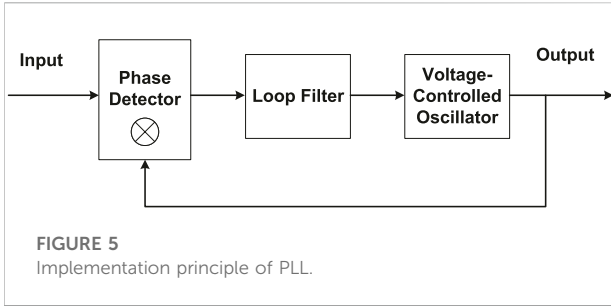 Input
Phase
Detector
Loop Filter
Voltage-
Controlled
Oscillator
Output
FIGURE 5
Implementation principle of PLL.